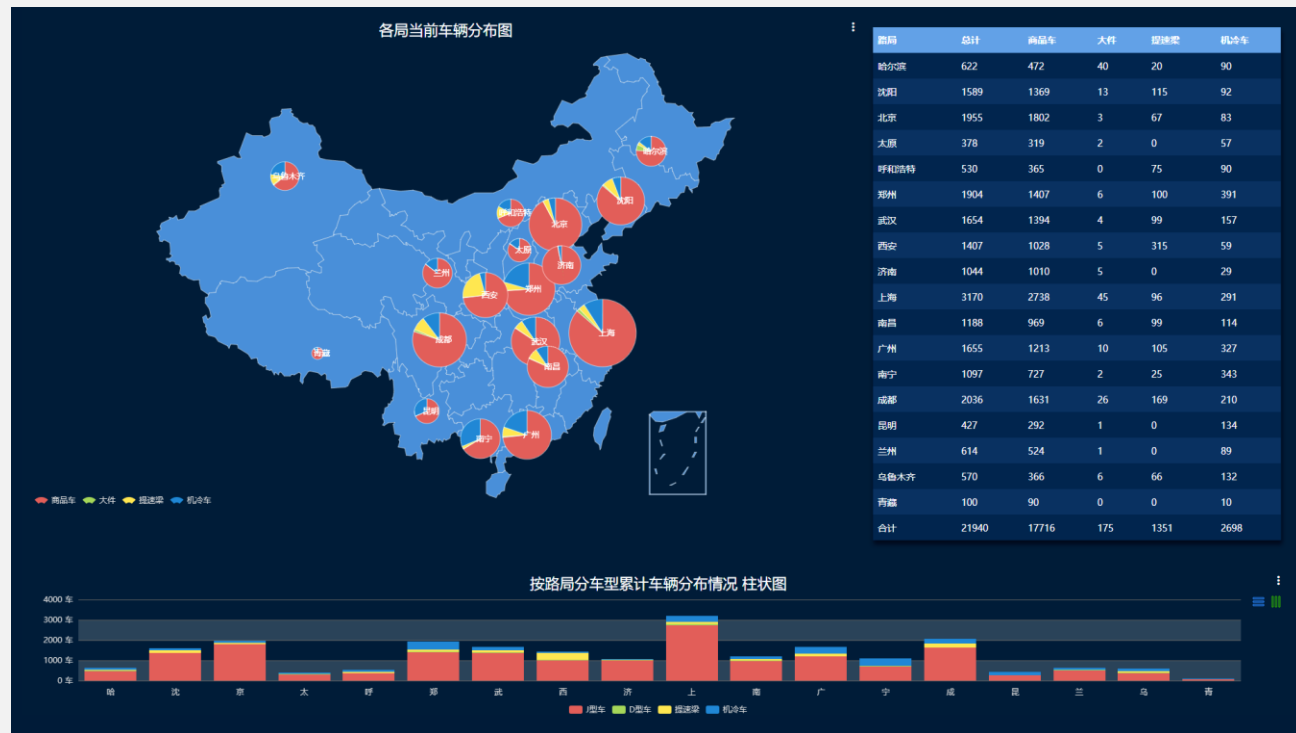 各局当前车辆分布图
哈尔滨
乌鲁木齐
沈阳
呼和浩特
北京
太原
济南
兰州
西安
郑州
上海
成都
武汉
青藏
南昌
昆明
南宁
广州
商品车 大件 提速梁 机冷车
路局 总计 商品车 大件 提速梁 机冷车
哈尔滨 622 472 40 20 90
沈阳 1589 1369 13 115 92
北京 1955 1802 3 67 83
太原 378 319 2 0 57
呼和浩特 530 365 0 75 90
郑州 1904 1407 6 100 391
武汉 1654 1394 4 99 157
西安 1407 1028 5 315 59
济南 1044 1010 5 0 29
上海 3170 2738 45 96 291
南昌 1188 969 6 99 114
广州 1655 1213 10 105 327
南宁 1097 727 2 25 343
成都 2036 1631 26 169 210
昆明 427 292 1 0 134
兰州 614 524 1 0 89
乌鲁木齐 570 366 6 66 132
青藏 100 90 0 0 10
合计 21940 17716 175 1351 2698
按路局分车型累计车辆分布情况 柱状图
4000 车
3000 车
2000 车
1000 车
0 车
哈 沈 京 太 呼 郑 武 西 济 上 南 广 宁 成 昆 兰 乌 青
J型车 D型车 提速梁 机冷车